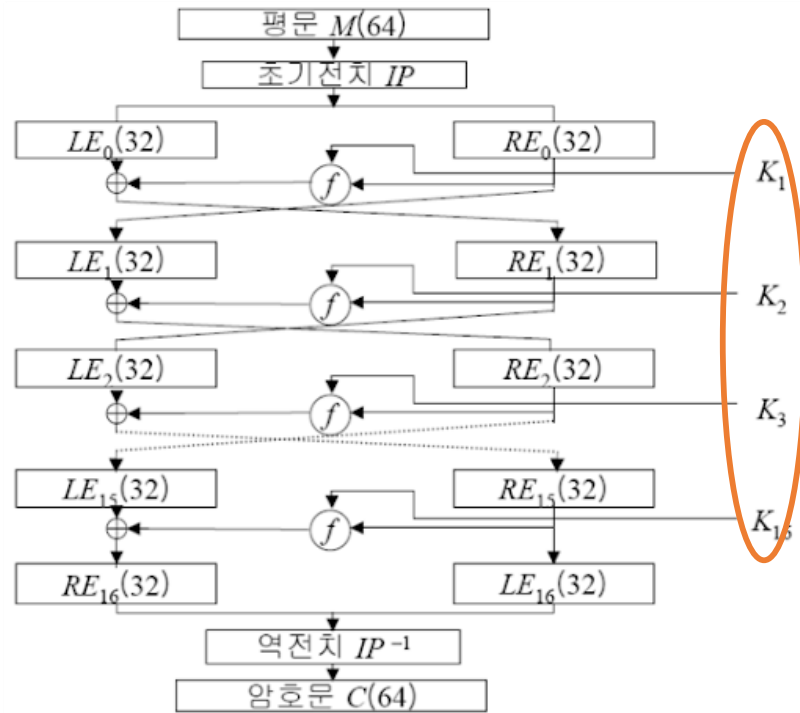 평문 M(64)
초기전치 IP
LE₀(32)
RE₀(32)
f
K₁
LE₁(32)
RE₁(32)
f
K₂
LE₂(32)
RE₂(32)
f
K₃
LE₁₅(32)
RE₁₅(32)
f
K₁₆
RE₁₆(32)
LE₁₆(32)
역전치 IP⁻¹
암호문 C(64)